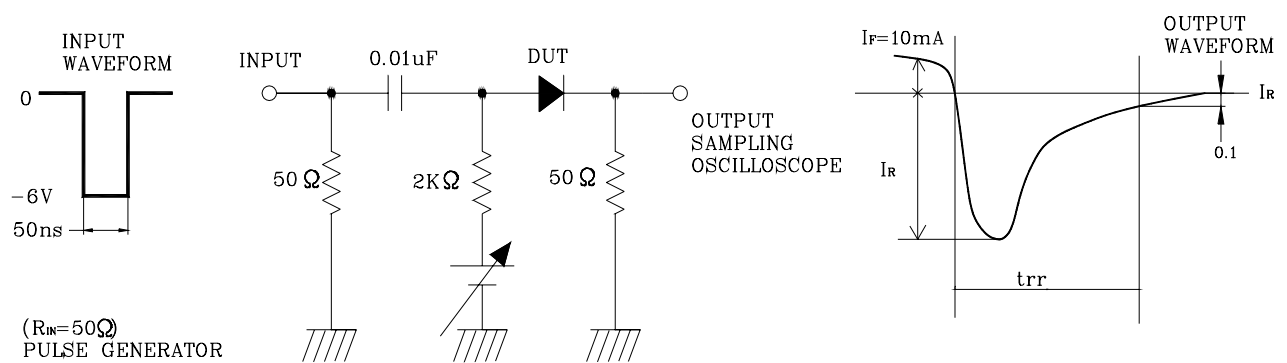 INPUT
WAVEFORM
0
-6V
50ns
(RIN=50Ω)
PULSE GENERATOR
INPUT
0.01uF
DUT
50Ω
2KΩ
50Ω
OUTPUT
SAMPLING
OSCILLOSCOPE
IF=10mA
OUTPUT
WAVEFORM
IR
IR
0.1
trr